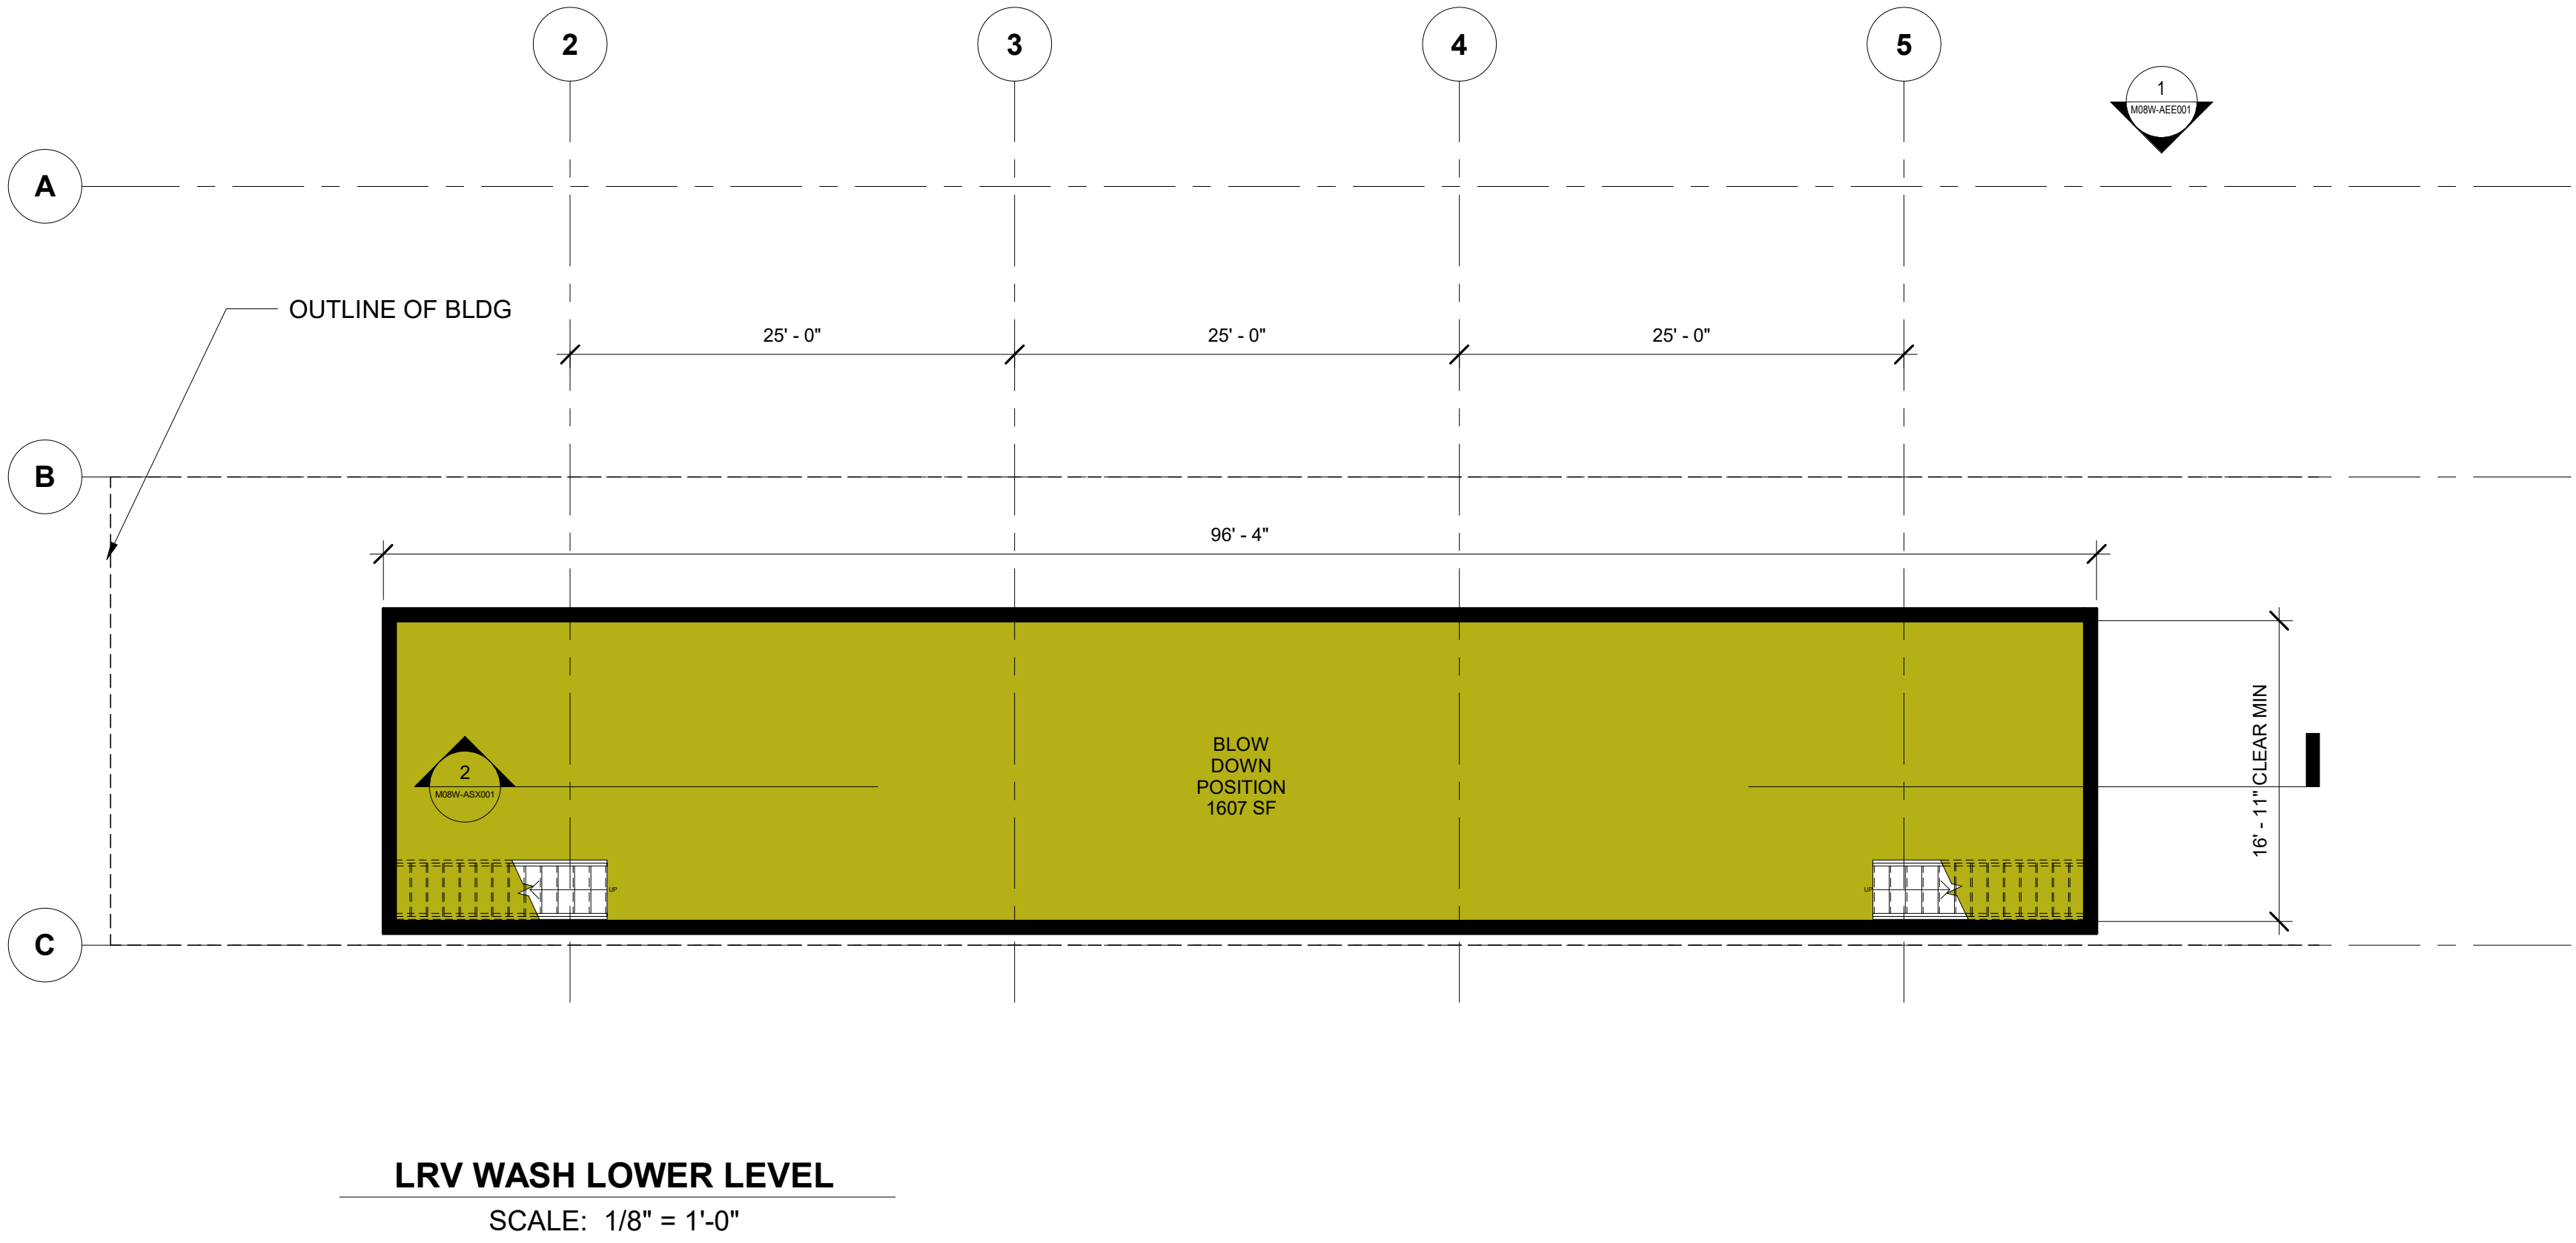 2
3
4
5
1
M08W-AEE001
A
OUTLINE OF BLDG
25' - 0"
25' - 0"
25' - 0"
B
96' - 4"
BLOW
DOWN
POSITION
1607 SF
2
M08W-ASX001
16' - 11" CLEAR MIN
UP
UP
C
LRV WASH LOWER LEVEL
SCALE: 1/8" = 1'-0"